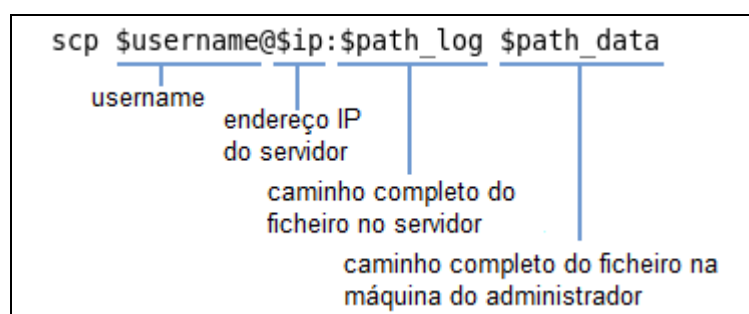 scp $username@$ip:$path_log $path_data
username
endereço IP
do servidor
caminho completo do
ficheiro no servidor
caminho completo do ficheiro na
máquina do administrador